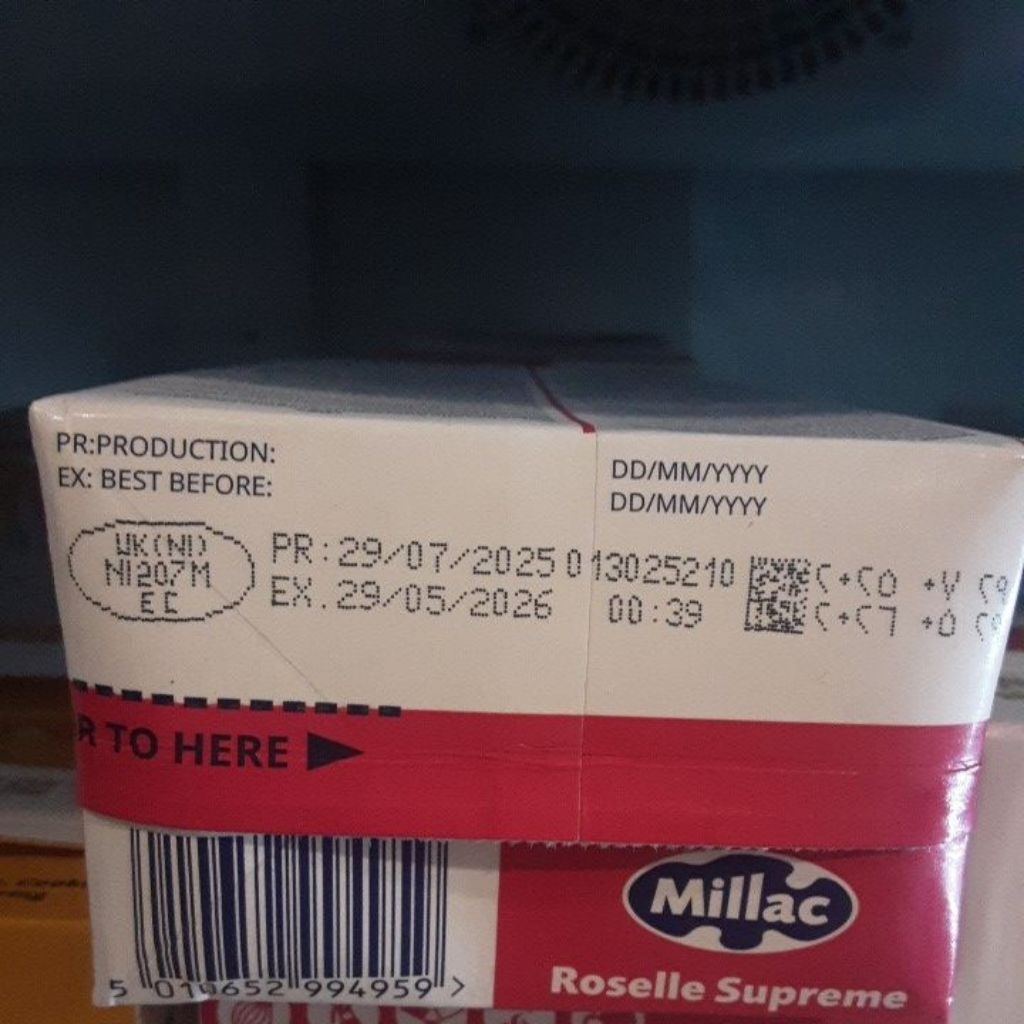 PR:PRODUCTION:
DD/MM/YYYY
EX: BEST BEFORE:
DD/MM/YYYY
UK(NI)
NI207M
EC
PR:29/07/2025 013025210
EX.29/05/2026 00:39
R TO HERE
5 010652 994959 >
Millac
Roselle Supreme